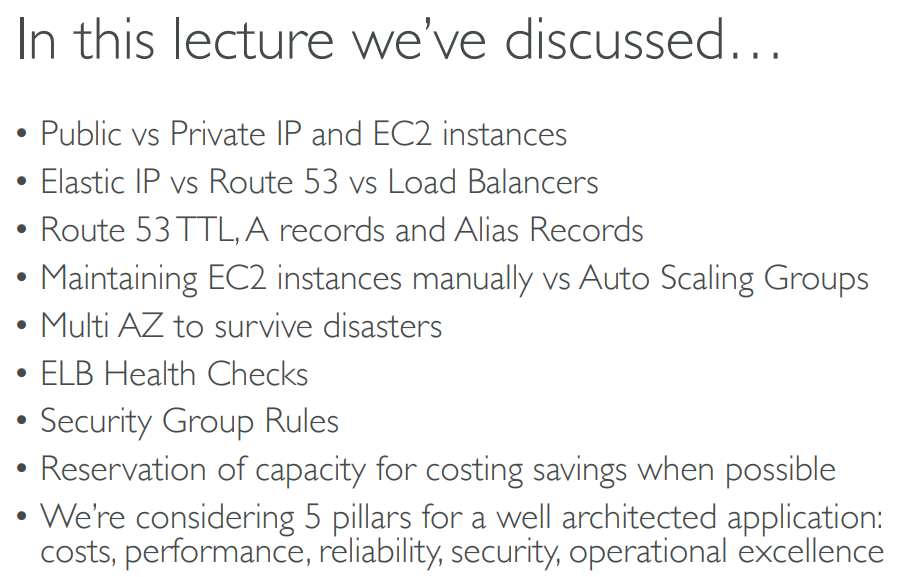 In this lecture we've discussed…
• Public vs Private IP and EC2 instances
• Elastic IP vs Route 53 vs Load Balancers
• Route 53 TTL, A records and Alias Records
• Maintaining EC2 instances manually vs Auto Scaling Groups
• Multi AZ to survive disasters
• ELB Health Checks
• Security Group Rules
• Reservation of capacity for costing savings when possible
• We're considering 5 pillars for a well architected application:
costs, performance, reliability, security, operational excellence